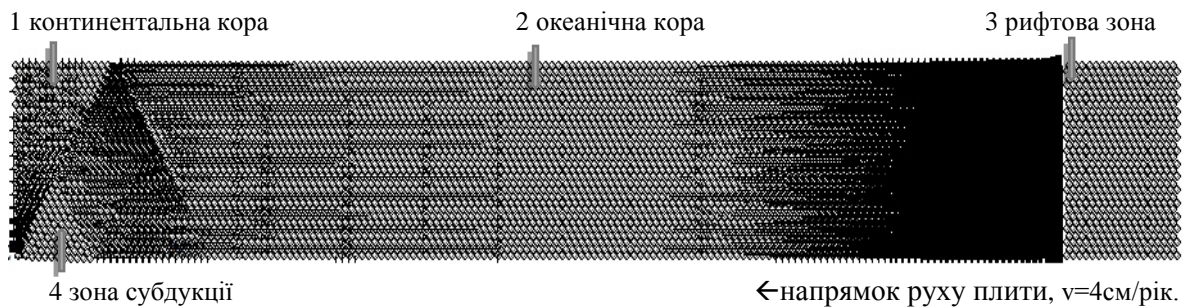 1 континентальна кора 2 океанічна кора 3 рифтова зона
4 зона субдукції ←напрямок руху плити, v=4см/рік.